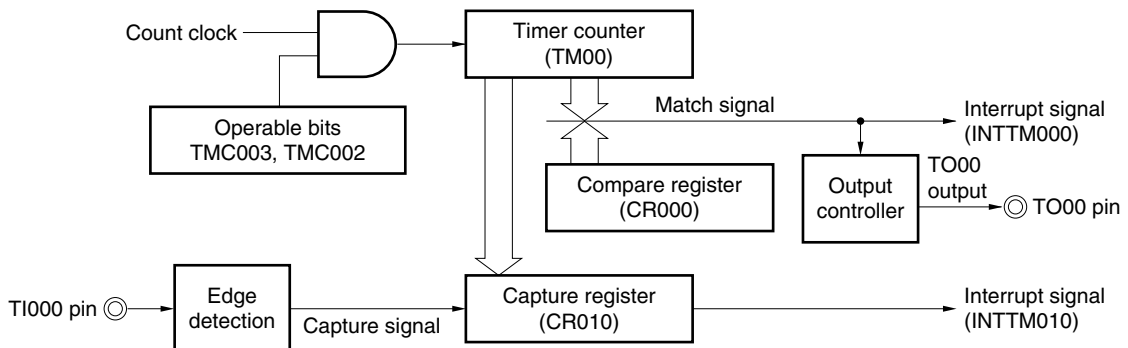 Count clock
Timer counter
(TM00)
Operable bits
TMC003, TMC002
Match signal
Interrupt signal
(INTTM000)
Compare register
(CR000)
Output
controller
TO00
output
TO00 pin
TI000 pin
Edge
detection
Capture signal
Capture register
(CR010)
Interrupt signal
(INTTM010)